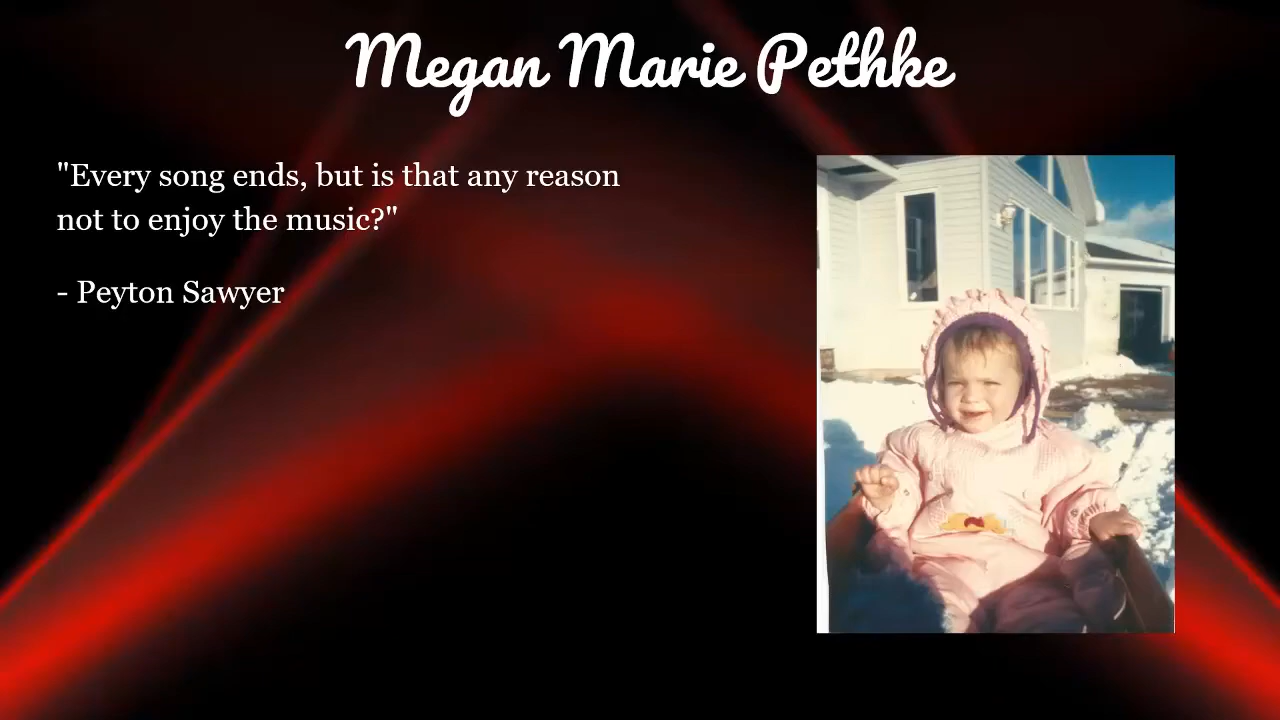 Megan Marie Pethke
"Every song ends, but is that any reason
not to enjoy the music?"
- Peyton Sawyer